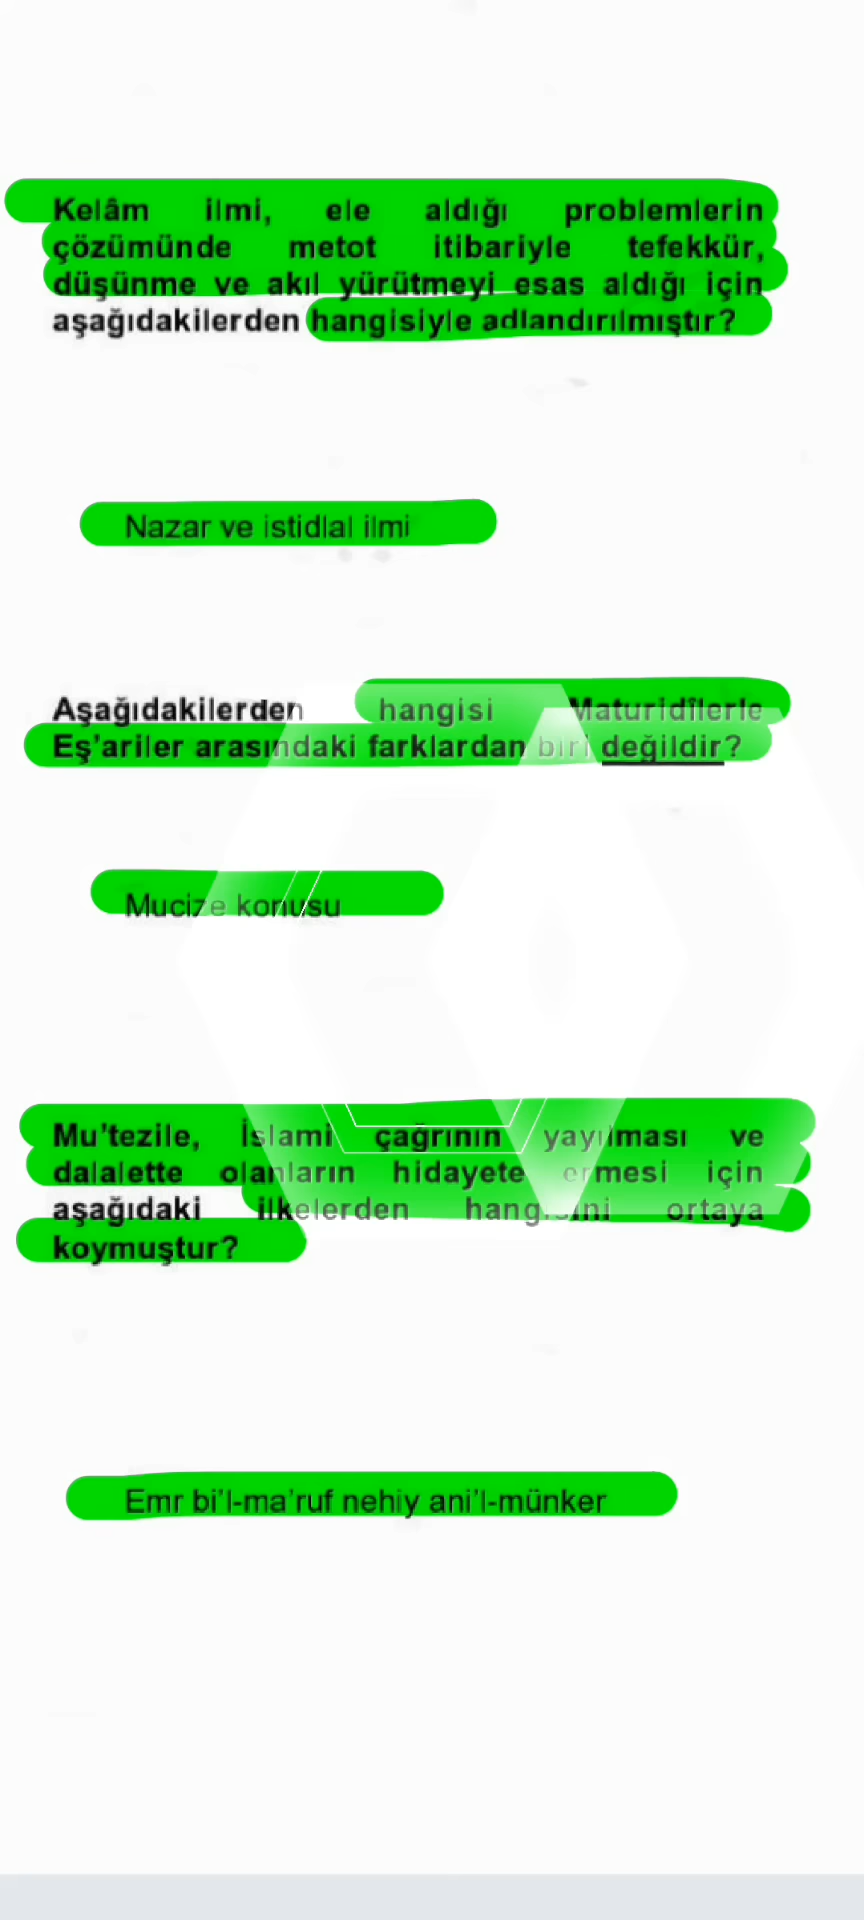 Kelâm ilmi, ele aldığı problemlerin
çözümünde metot itibariyle tefekkür,
düşünme ve akıl yürütmeyi esas aldığı için
aşağıdakilerden hangisiyle adlandırılmıştır?
Nazar ve istidlal ilmi
Aşağıdakilerden hangisi Maturidîlerle
Eş'ariler arasındaki farklardan biri değildir?
Mucize konusu
Mu'tezile, İslami çağrının yayılması ve
dalalette olanların hidayete ermesi için
aşağıdaki ilkelerden hangisini ortaya
koymuştur?
Emr bi'l-ma'ruf nehiy ani'l-münker